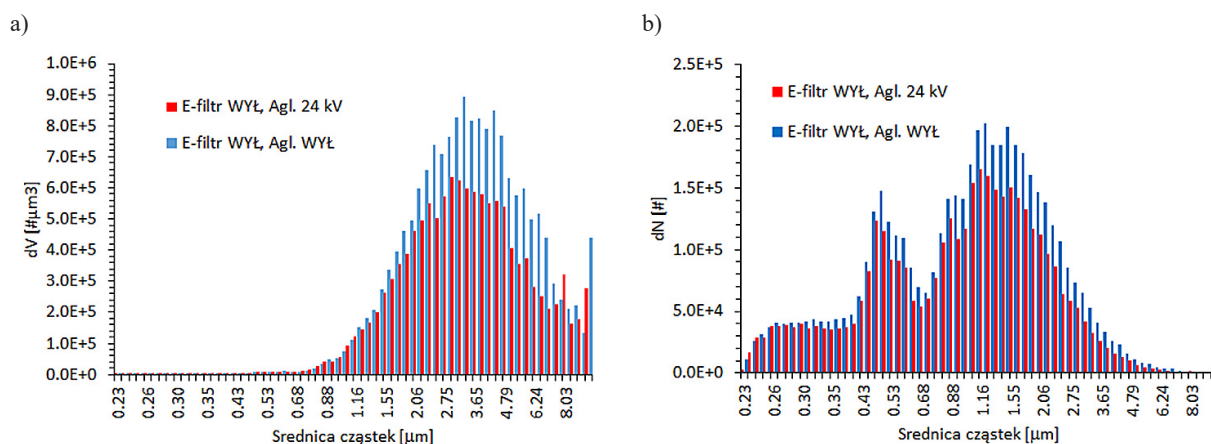 a)
1.0E+6
9.0E+5
8.0E+5
7.0E+5
6.0E+5
5.0E+5
4.0E+5
3.0E+5
2.0E+5
1.0E+5
0.0E+0
dV [#µm3]
E-filtr WYŁ, Agl. 24 kV
E-filtr WYŁ, Agl. WYŁ
0.23 0.26 0.30 0.35 0.43 0.53 0.68 0.88 1.16 1.55 2.06 2.75 3.65 4.79 6.24 8.03
Srednica cząstek [µm]
b)
2.5E+5
2.0E+5
1.5E+5
1.0E+5
5.0E+4
0.0E+0
dN [#]
E-filtr WYŁ, Agl. 24 kV
E-filtr WYŁ, Agl. WYŁ
0.23 0.26 0.30 0.35 0.43 0.53 0.68 0.88 1.16 1.55 2.06 2.75 3.65 4.79 6.24 8.03
Srednica cząstek [µm]